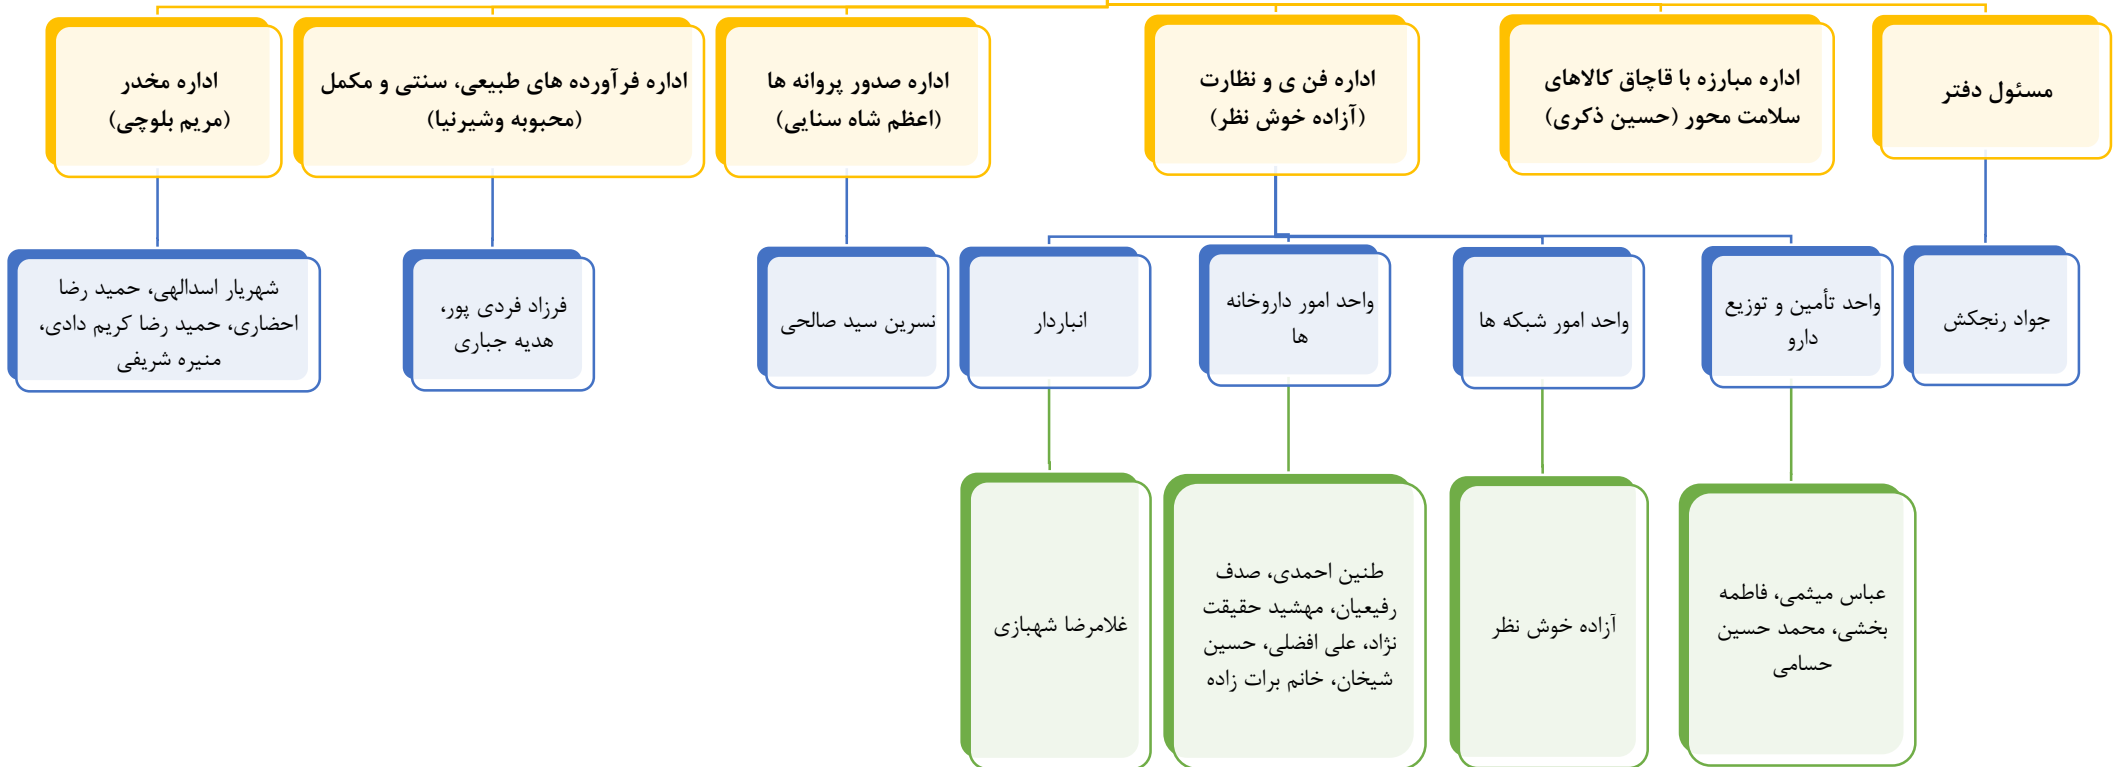 مسئول دفتر
اداره مبارزه با قاچاق کالاهای
سلامت محور (حسین ذکری)
اداره فن ی و نظارت
(آزاده خوش نظر)
اداره صدور پروانه ها
(اعظم شاه سنایی)
اداره فرآورده های طبیعی، سنتی و مکمل
(محبوبه وشیرنیا)
اداره مخدر
(مریم بلوچی)
جواد رنجکش
واحد تأمین و توزیع
دارو
واحد امور شبکه ها
واحد امور داروخانه
ها
انباردار
نسرین سید صالحی
فرزاد فردی پور،
هدیه جباری
شهریار اسدالهی، حمید رضا
احضاری، حمید رضا کریم دادی،
منیره شریفی
عباس میثمی، فاطمه
بخشی، محمد حسین
حسامی
آزاده خوش نظر
طنین احمدی، صدف
رفیعیان، مهشید حقیقت
نژاد، علی افضلی، حسین
شیخان، خانم برات زاده
غلامرضا شهبازی